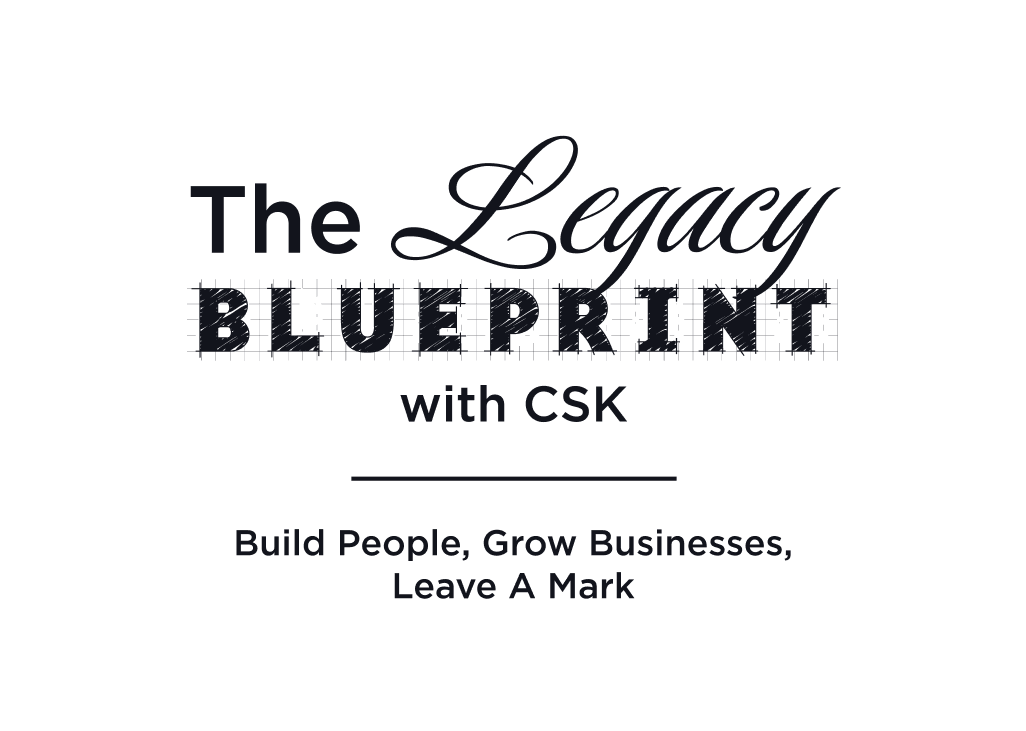 The Legacy
BLUEPRINT
with CSK
Build People, Grow Businesses,
Leave A Mark